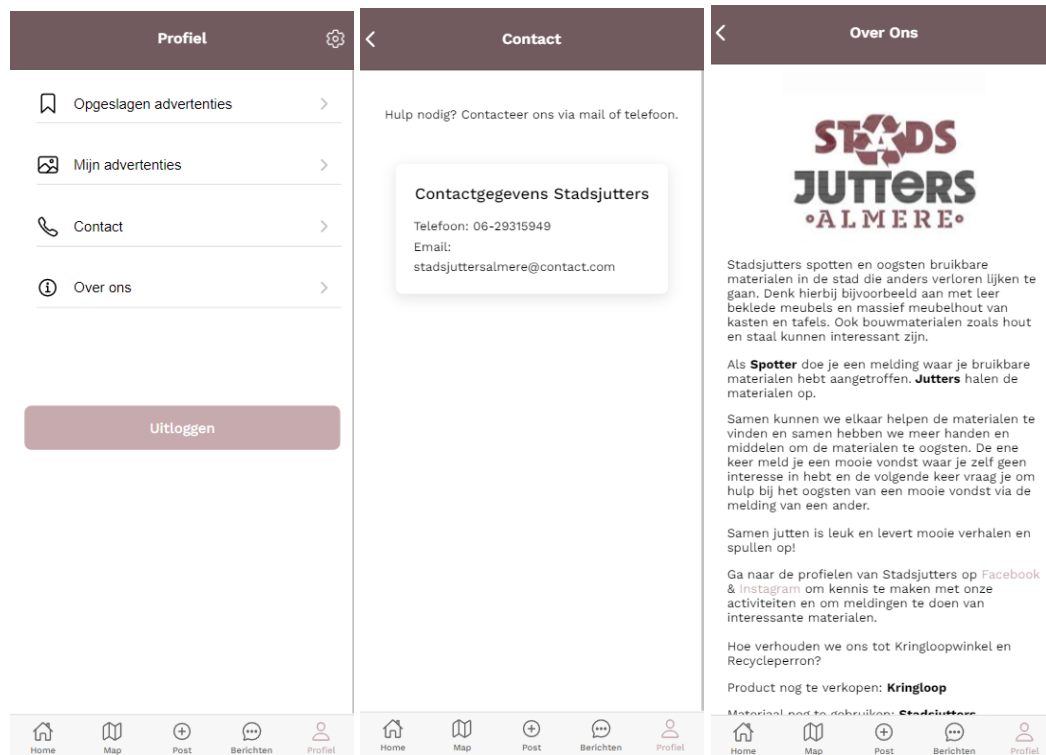 Profiel
Opgeslagen advertenties
Mijn advertenties
Contact
Over ons
Uitloggen
Home Map Post Berichten Profiel
Contact
Hulp nodig? Contacteer ons via mail of telefoon.
Contactgegevens Stadsjutters
Telefoon: 06-29315949
Email:
stadsjuttersalmere@contact.com
Home Map Post Berichten Profiel
Over Ons
STADS
JUTTERS
•ALMERE•
Stadsjutters spotten en oogsten bruikbare
materialen in de stad die anders verloren lijken te
gaan. Denk hierbij bijvoorbeeld aan met leer
beklede meubels en massief meubelhout van
kasten en tafels. Ook bouwmaterialen zoals hout
en staal kunnen interessant zijn.
Als Spotter doe je een melding waar je bruikbare
materialen hebt aangetroffen. Jutters halen de
materialen op.
Samen kunnen we elkaar helpen de materialen te
vinden en samen hebben we meer handen en
middelen om de materialen te oogsten. De ene
keer meld je een mooie vondst waar je zelf geen
interesse in hebt en de volgende keer vraag je om
hulp bij het oogsten van een mooie vondst via de
melding van een ander.
Samen jutten is leuk en levert mooie verhalen en
spullen op!
Ga naar de profielen van Stadsjutters op Facebook
& Instagram om kennis te maken met onze
activiteiten en om meldingen te doen van
interessante materialen.
Hoe verhouden we ons tot Kringloopwinkel en
Recycleperron?
Product nog te verkopen: Kringloop
Materiaal nog te gebruiken: Stadsjutters
Home Map Post Berichten Profiel